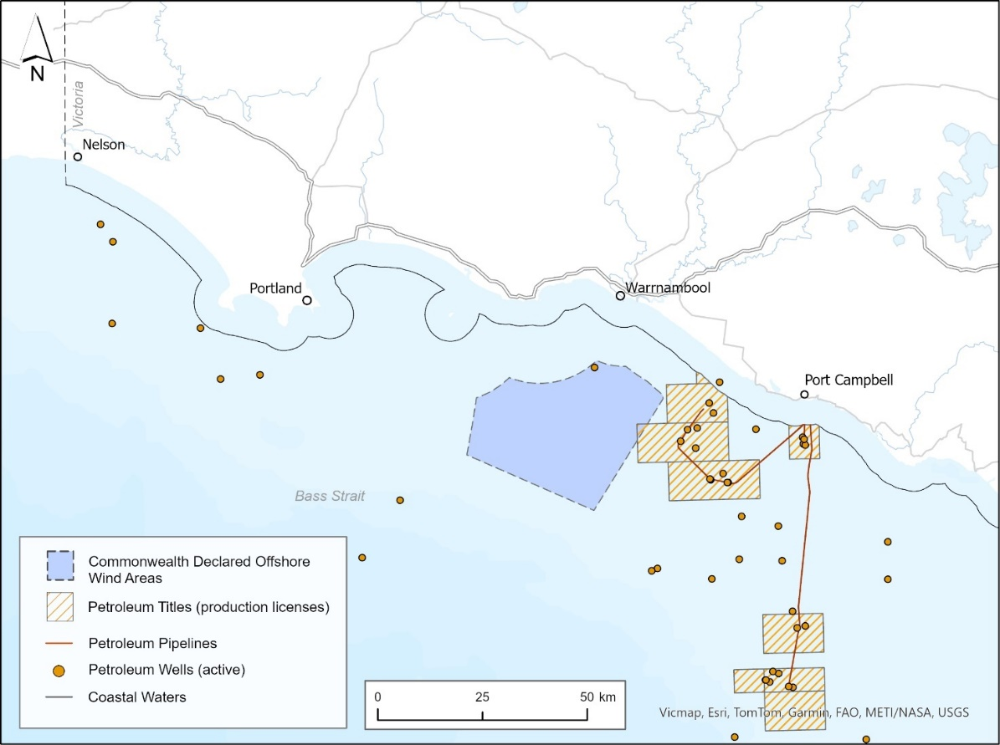 N
Victoria
Nelson
Portland
Warrnambool
Port Campbell
Bass Strait
Commonwealth Declared Offshore
Wind Areas
Petroleum Titles (production licenses)
Petroleum Pipelines
Petroleum Wells (active)
Coastal Waters
0 25 50 km
Vicmap, Esri, TomTom, Garmin, FAO, METI/NASA, USGS